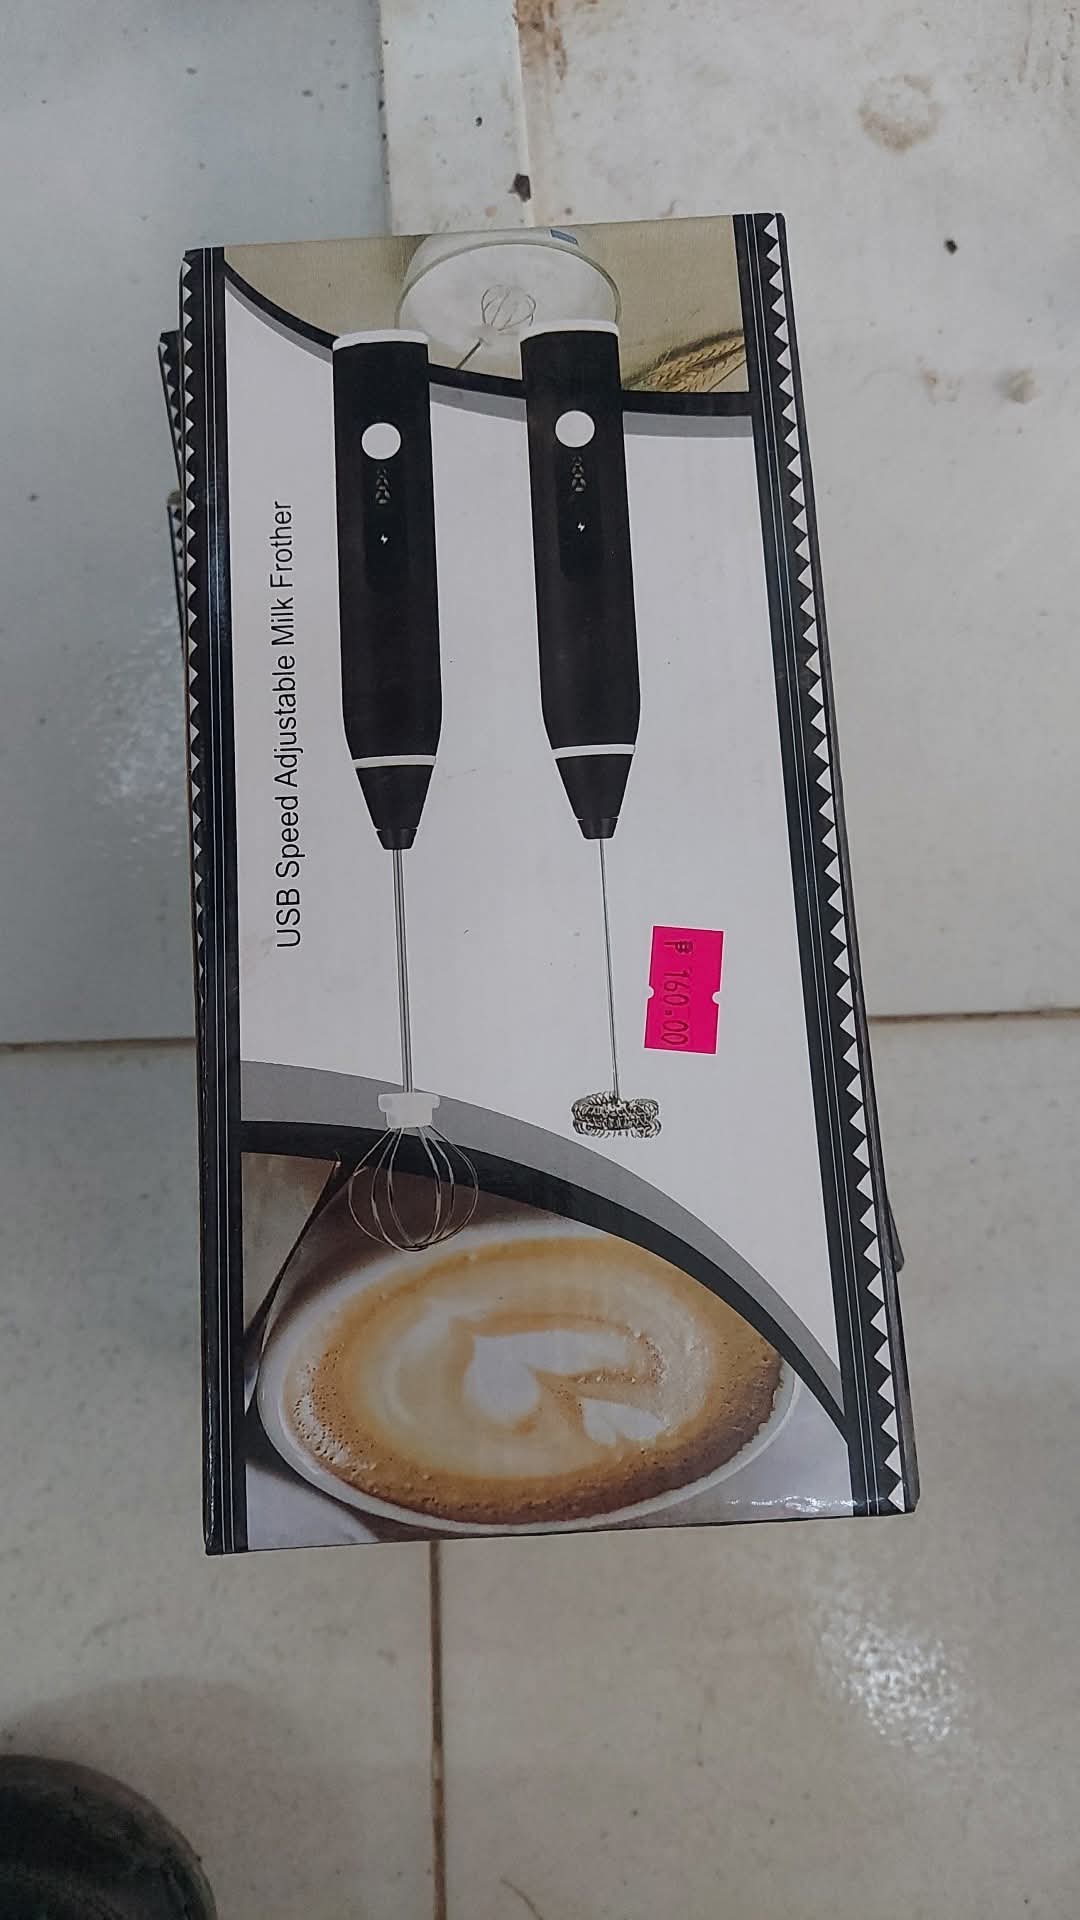 USB Speed Adjustable Milk Frother
₱ 160.00